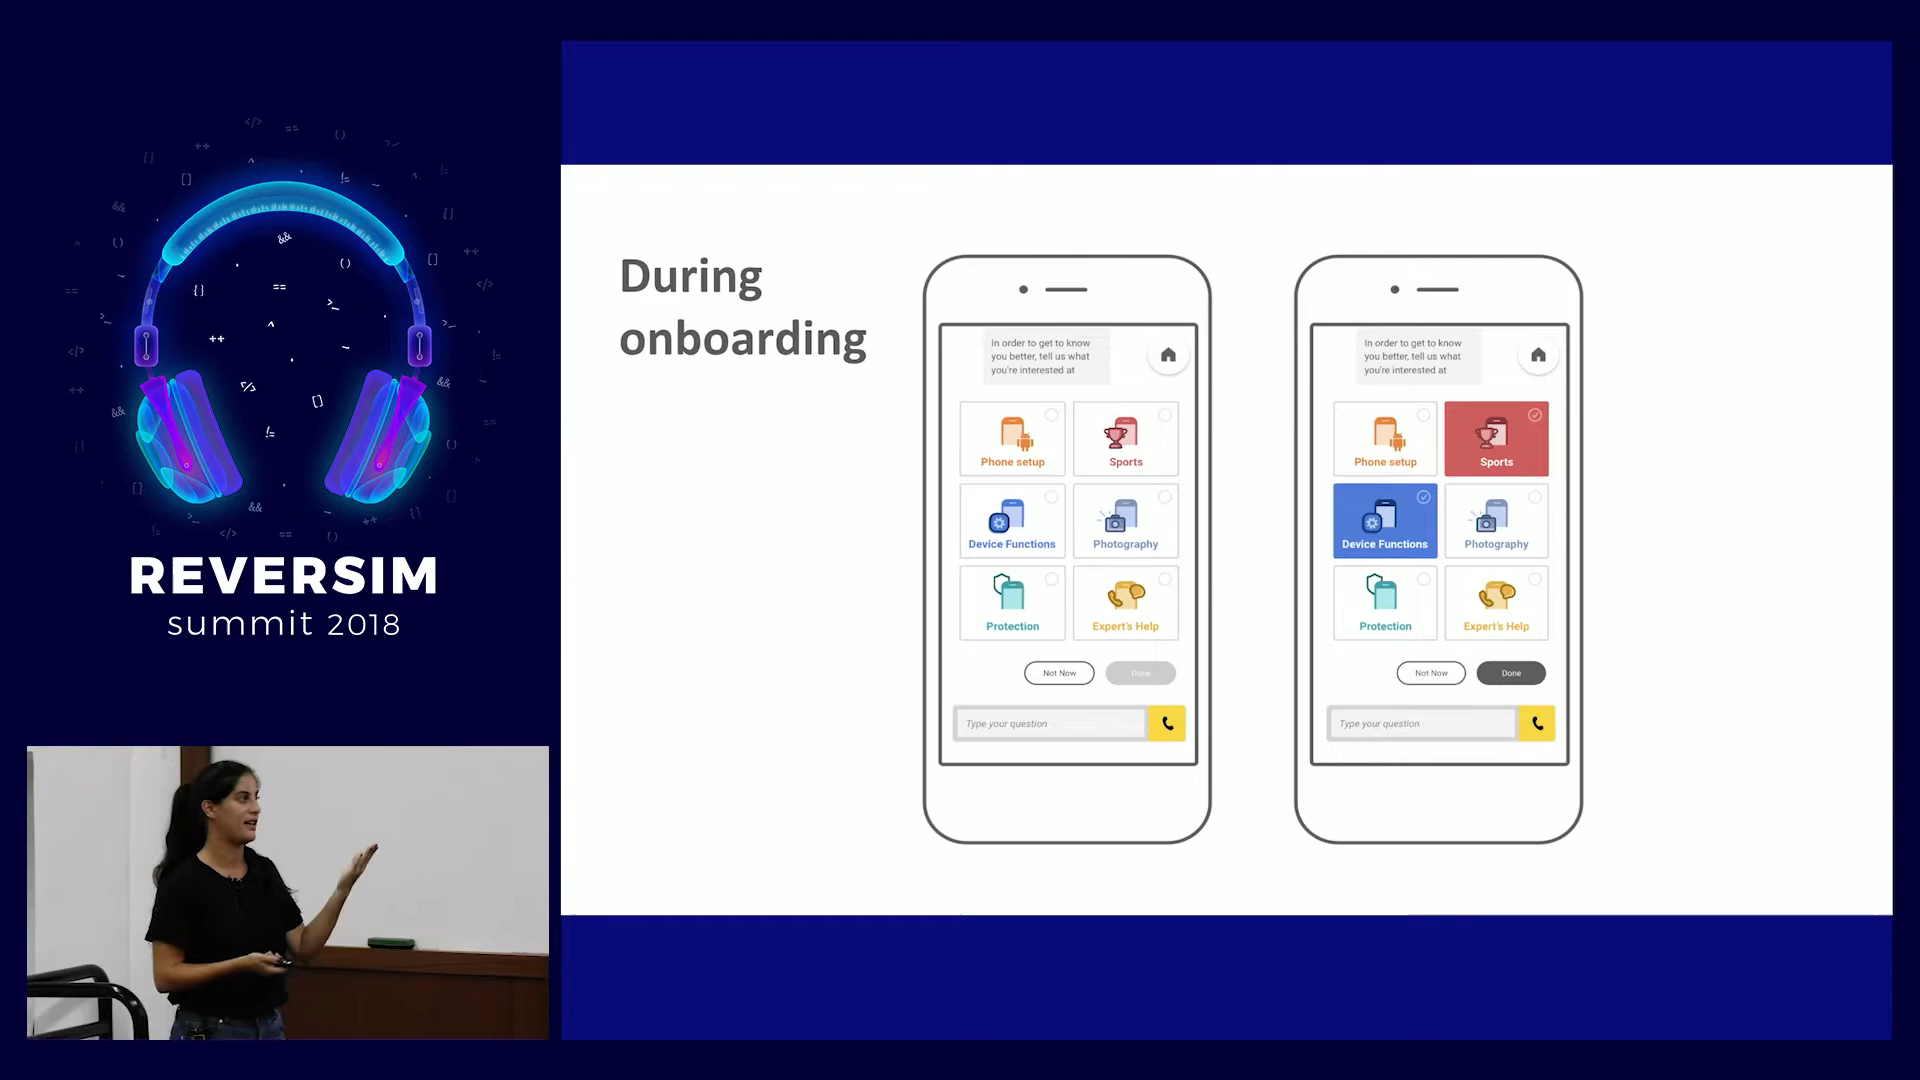 REVERSIM
summit 2018
During
onboarding
In order to get to know
you better, tell us what
you're interested at
Phone setup
Sports
Device Functions
Photography
Protection
Expert's Help
Not Now
Done
Type your question
In order to get to know
you better, tell us what
you're interested at
Phone setup
Sports
Device Functions
Photography
Protection
Expert's Help
Not Now
Done
Type your question